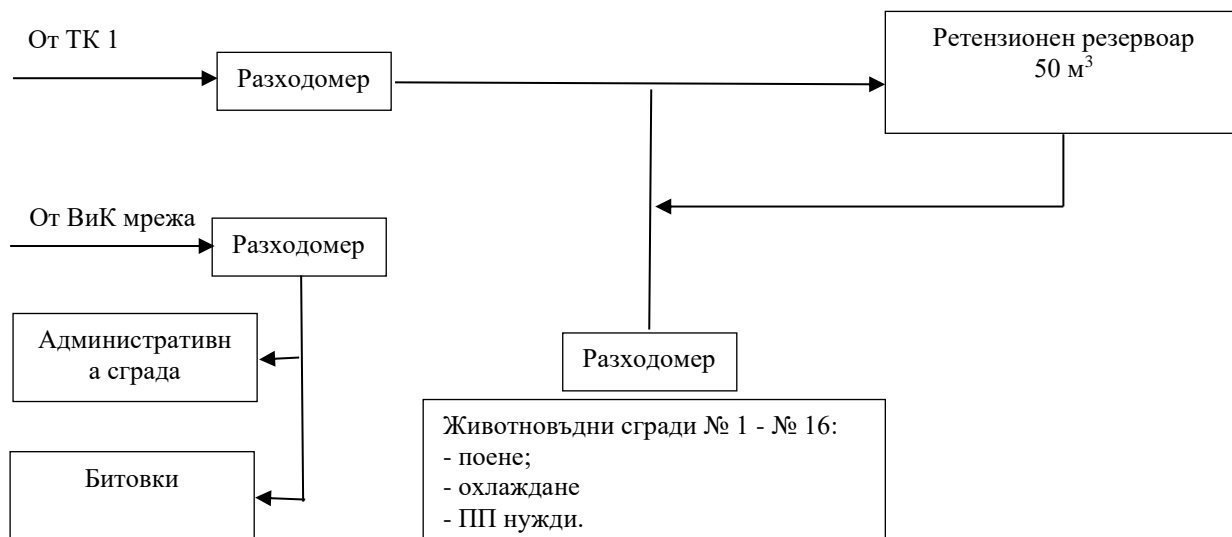 От ТК 1
Разходомер
Ретензионен резервоар
50 м³
От ВиК мрежа
Разходомер
Административн
а сграда
Разходомер
Животновъдни сгради № 1 - № 16:
- поене;
- охлаждане
- ПП нужди.
Битовки